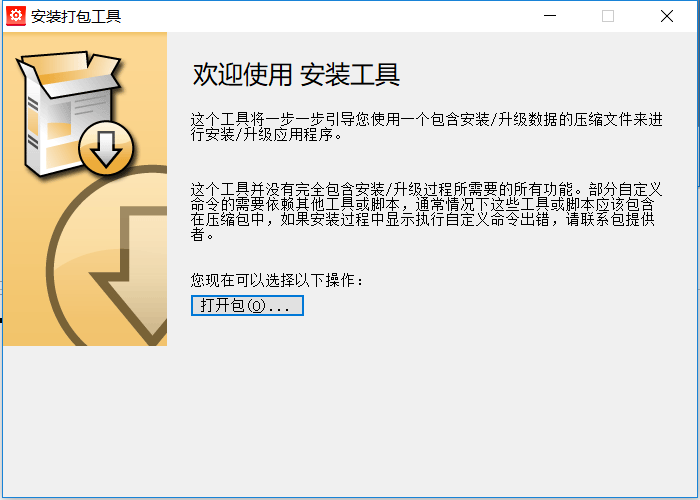 安装打包工具
欢迎使用 安装工具
这个工具将一步一步引导您使用一个包含安装/升级数据的压缩文件来进
行安装/升级应用程序。
这个工具并没有完全包含安装/升级过程所需要的所有功能。部分自定义
命令的需要依赖其他工具或脚本，通常情况下这些工具或脚本应该包含
在压缩包中，如果安装过程中显示执行自定义命令出错，请联系包提供
者。
您现在可以选择以下操作：
打开包(O)...